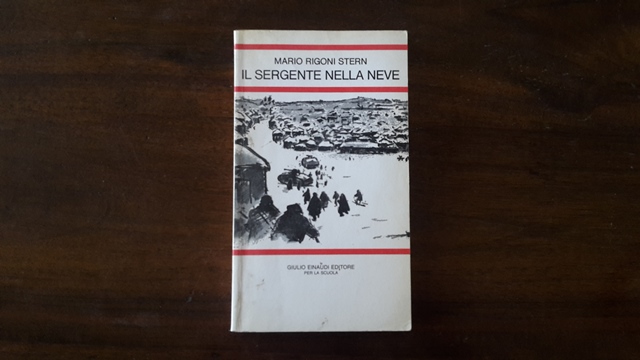 MARIO RIGONI STERN
IL SERGENTE NELLA NEVE
GIULIO EINAUDI EDITORE
PER LA SCUOLA